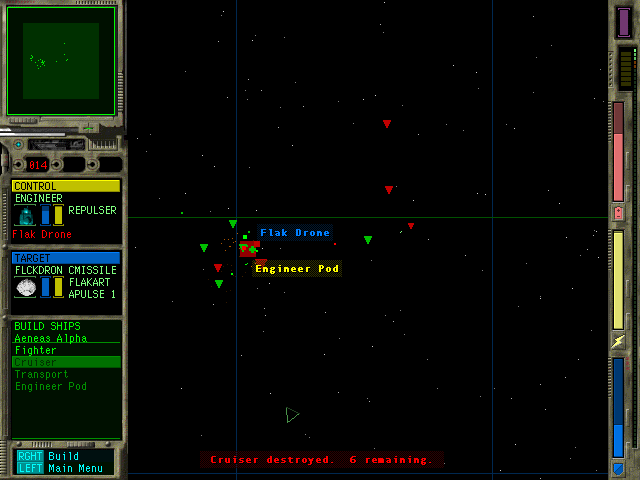 014
CONTROL
ENGINEER
REPULSER
Flak Drone
TARGET
FLCKDRON CMISSILE
FLAKART
APULSE 1
BUILD SHIPS
Aeneas Alpha
Fighter
Cruiser
Transport
Engineer Pod
RGHT Build
LEFT Main Menu
Flak Drone
Engineer Pod
Cruiser destroyed. G remaining.